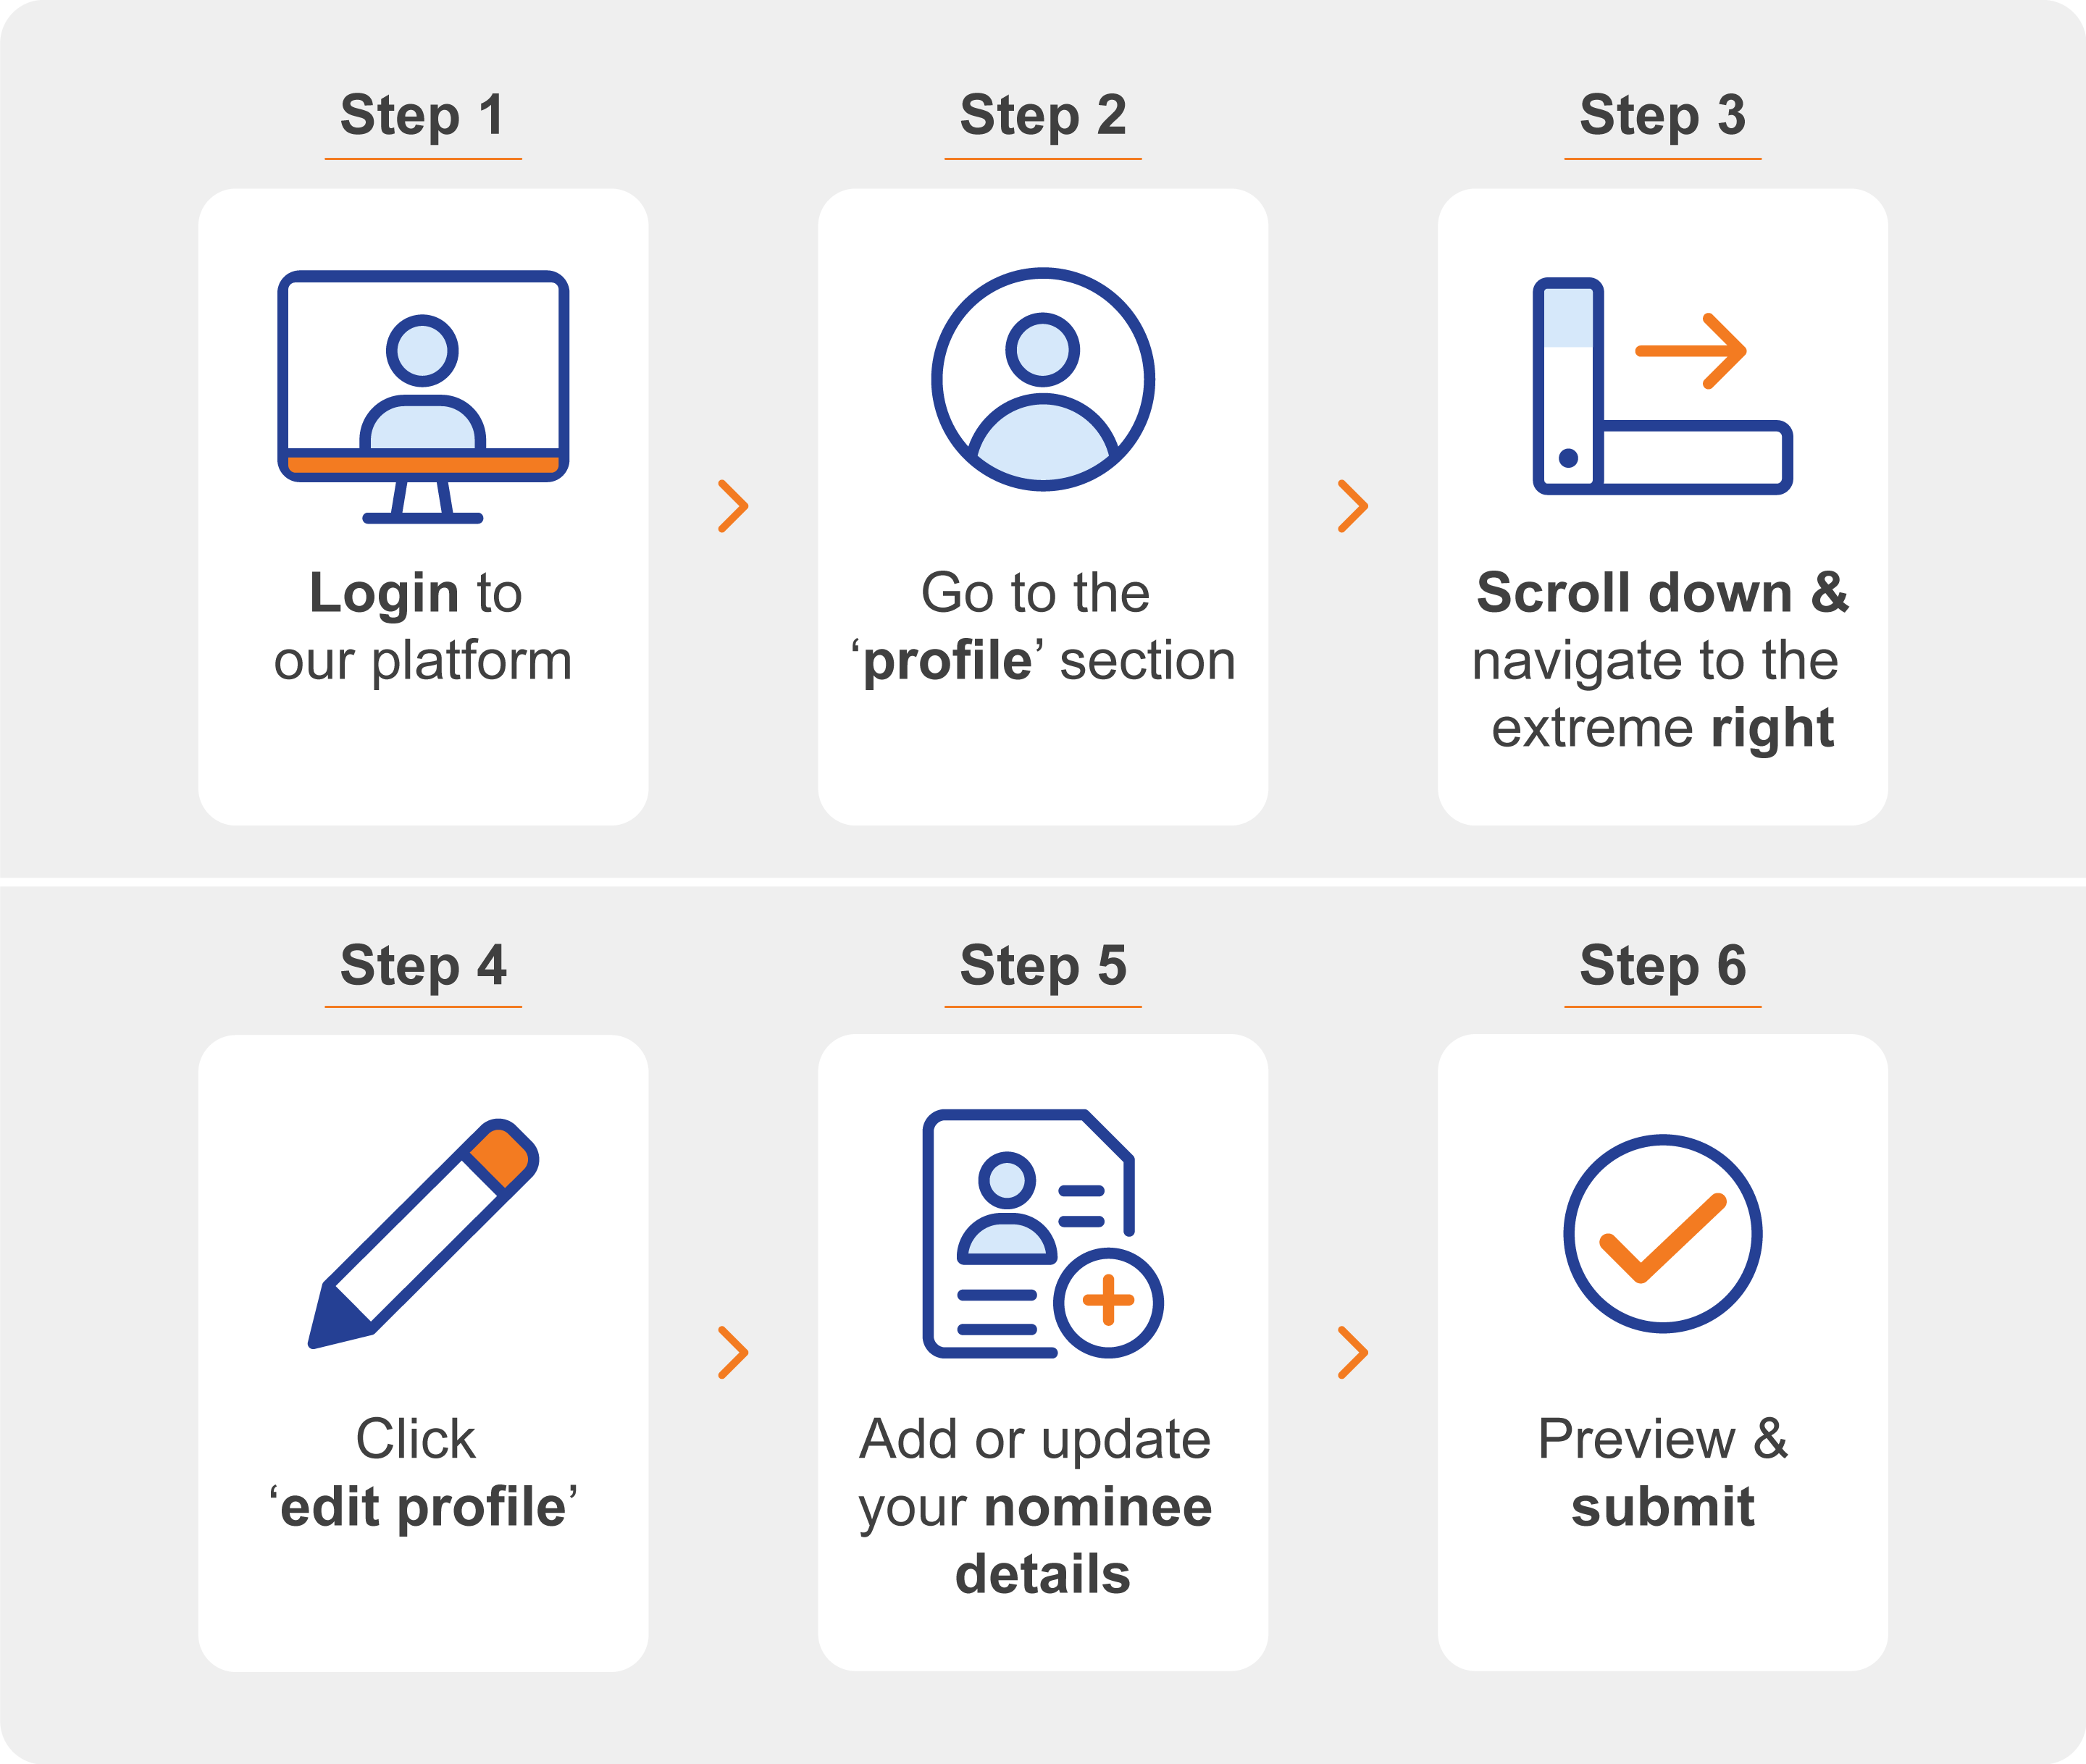 Step 1
Login to
our platform
Step 2
Go to the
‘profile’ section
Step 3
Scroll down &
navigate to the
extreme right
Step 4
Click
‘edit profile’
Step 5
Add or update
your nominee
details
Step 6
Preview &
submit